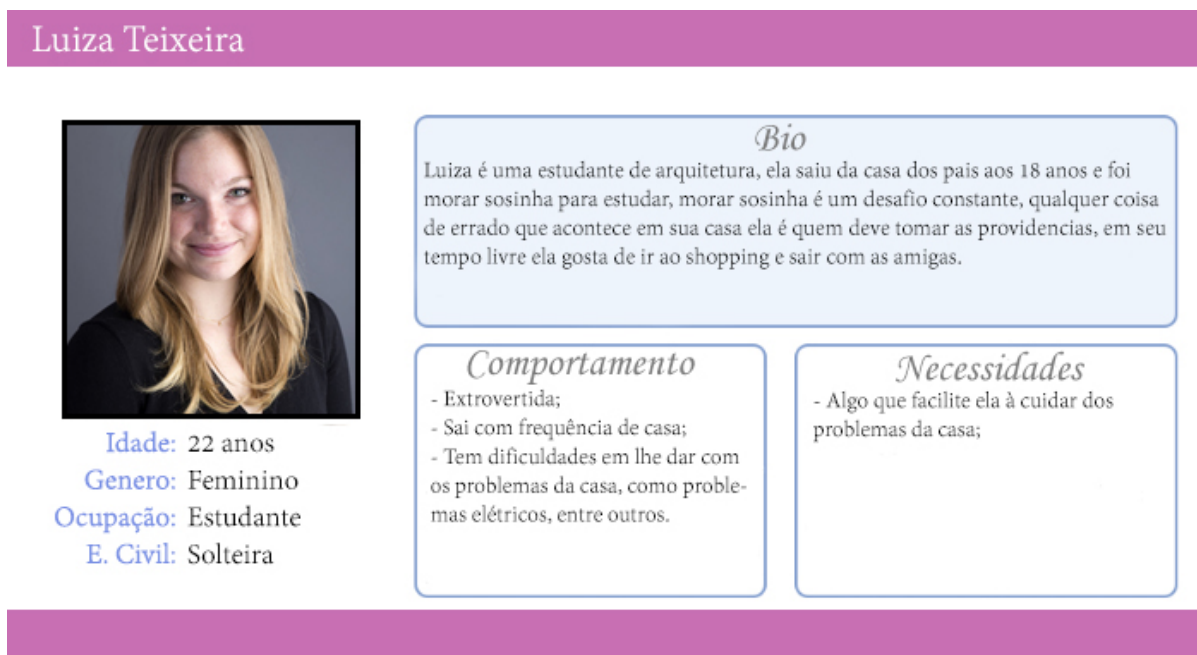 Luiza Teixeira
Bio
Luiza é uma estudante de arquitetura, ela saiu da casa dos pais aos 18 anos e foi
morar sosinha para estudar, morar sosinha é um desafio constante, qualquer coisa
de errado que acontece em sua casa ela é quem deve tomar as providencias, em seu
tempo livre ela gosta de ir ao shopping e sair com as amigas.
Idade: 22 anos
Genero: Feminino
Ocupação: Estudante
E. Civil: Solteira
Comportamento
- Extrovertida;
- Sai com frequência de casa;
- Tem dificuldades em lhe dar com
os problemas da casa, como proble-
mas elétricos, entre outros.
Necessidades
- Algo que facilite ela à cuidar dos
problemas da casa;